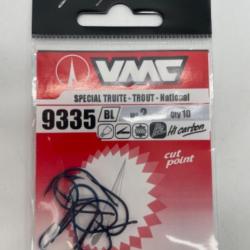 VMC
SPECIAL TRUITE - TROUT - National
9335 BL Qty 10
Hi carbon
cut
point